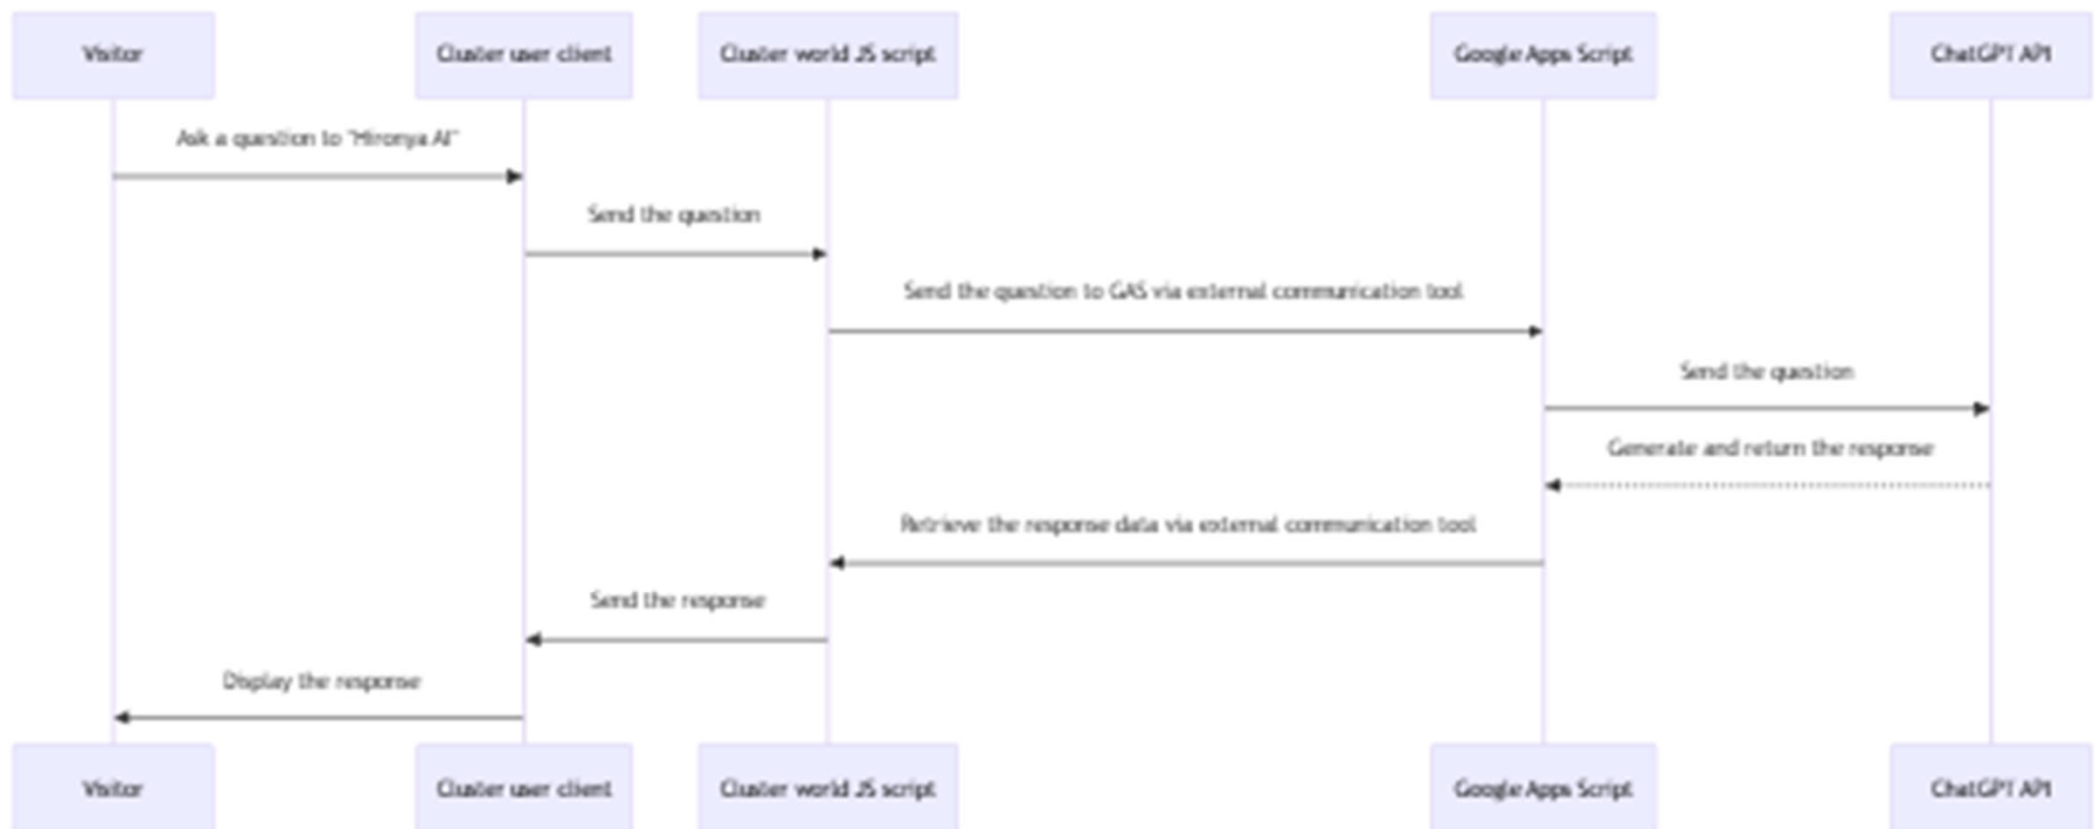 Visitor
Cluster user client
Cluster world JS script
Google Apps Script
ChatGPT API
Ask a question to "Hironya AI"
Send the question
Send the question to GAS via external communication tool
Send the question
Generate and return the response
Retrieve the response data via external communication tool
Send the response
Display the response
Visitor
Cluster user client
Cluster world JS script
Google Apps Script
ChatGPT API